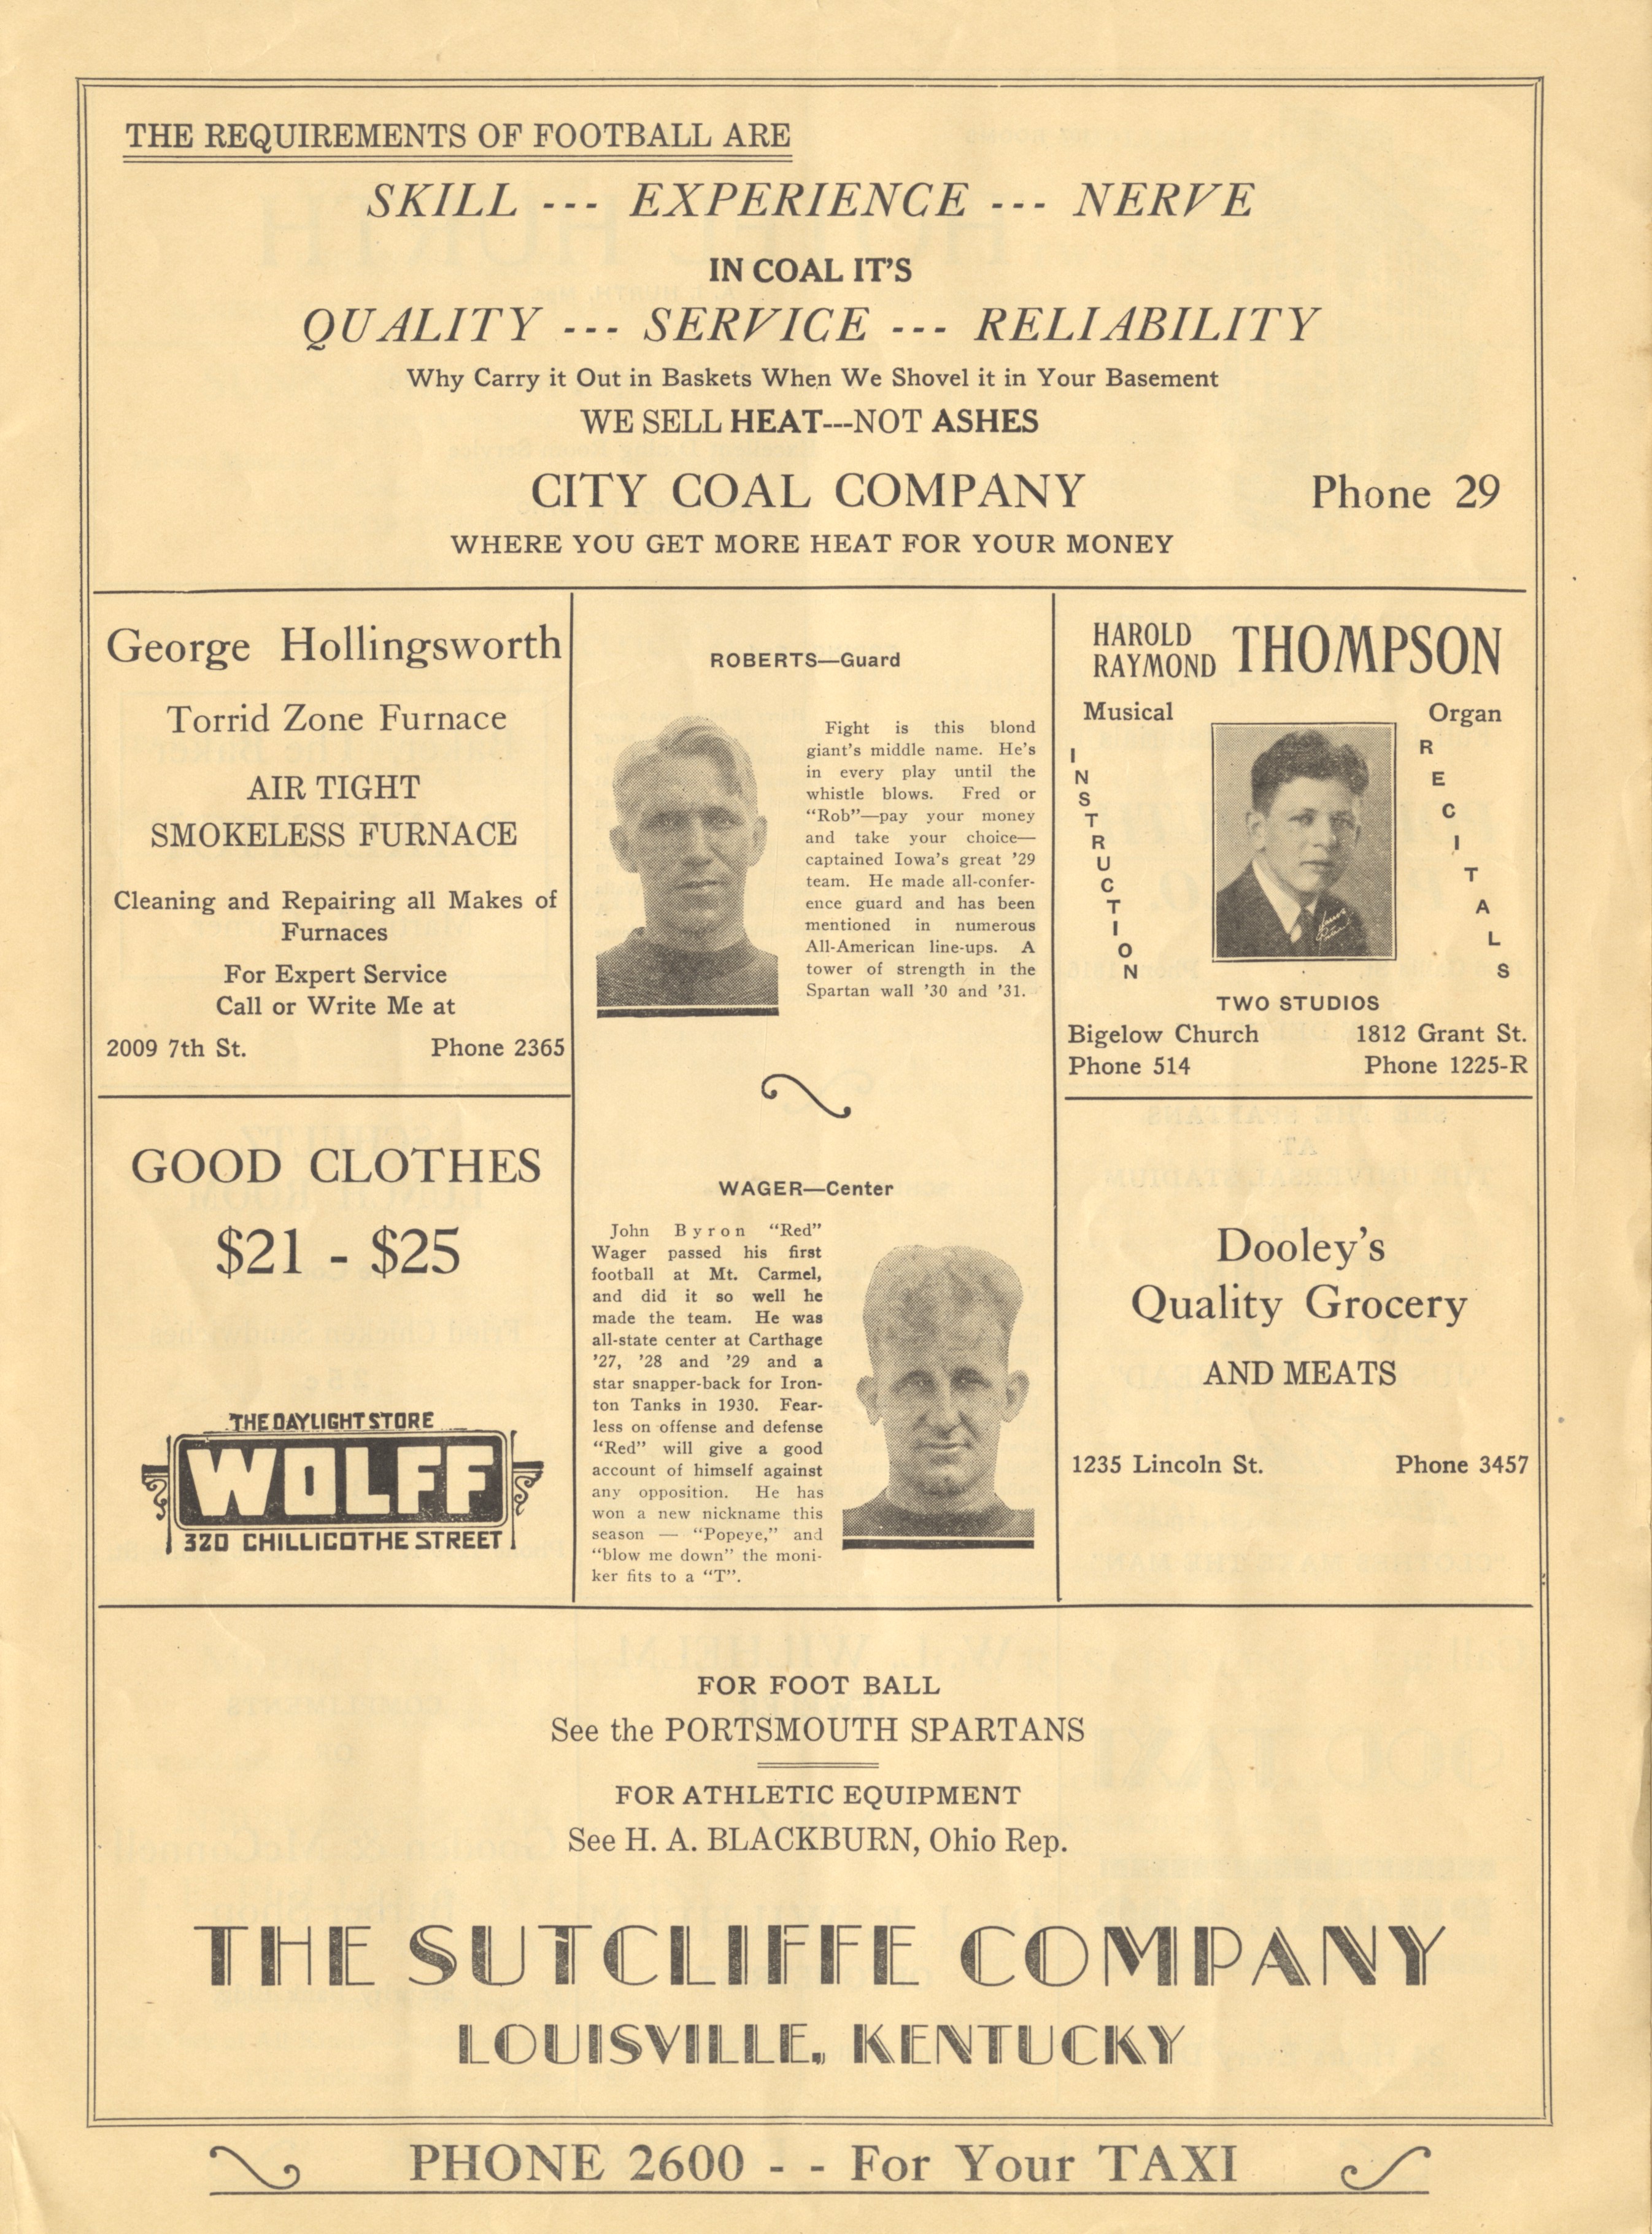 THE REQUIREMENTS OF FOOTBALL ARE
SKILL --- EXPERIENCE --- NERVE
IN COAL IT'S
QUALITY --- SERVICE --- RELIABILITY
Why Carry it Out in Baskets When We Shovel it in Your Basement
WE SELL HEAT---NOT ASHES
CITY COAL COMPANY Phone 29
WHERE YOU GET MORE HEAT FOR YOUR MONEY
George Hollingsworth
Torrid Zone Furnace
AIR TIGHT
SMOKELESS FURNACE
Cleaning and Repairing all Makes of
Furnaces
For Expert Service
Call or Write Me at
2009 7th St. Phone 2365
GOOD CLOTHES
$21 - $25
THE DAYLIGHT STORE
WOLFF
320 CHILLICOTHE STREET
ROBERTS—Guard
Fight is this blond
giant's middle name. He's
in every play until the
whistle blows. Fred or
“Rob”—pay your money
and take your choice—
captained Iowa's great '29
team. He made all-confer-
ence guard and has been
mentioned in numerous
All-American line-ups. A
tower of strength in the
Spartan wall '30 and '31.
WAGER—Center
John Byron “Red”
Wager passed his first
football at Mt. Carmel,
and did it so well he
made the team. He was
all-state center at Carthage
'27, '28 and '29 and a
star snapper-back for Iron-
ton Tanks in 1930. Fear-
less on offense and defense
“Red” will give a good
account of himself against
any opposition. He has
won a new nickname this
season — “Popeye,” and
“blow me down” the moni-
ker fits to a “T”.
HAROLD
RAYMOND THOMPSON
Musical
INSTRUCTION
Organ
RECITALS
TWO STUDIOS
Bigelow Church 1812 Grant St.
Phone 514 Phone 1225-R
Dooley's
Quality Grocery
AND MEATS
1235 Lincoln St. Phone 3457
FOR FOOT BALL
See the PORTSMOUTH SPARTANS
FOR ATHLETIC EQUIPMENT
See H. A. BLACKBURN, Ohio Rep.
THE SUTCLIFFE COMPANY
LOUISVILLE, KENTUCKY
PHONE 2600 - - For Your TAXI